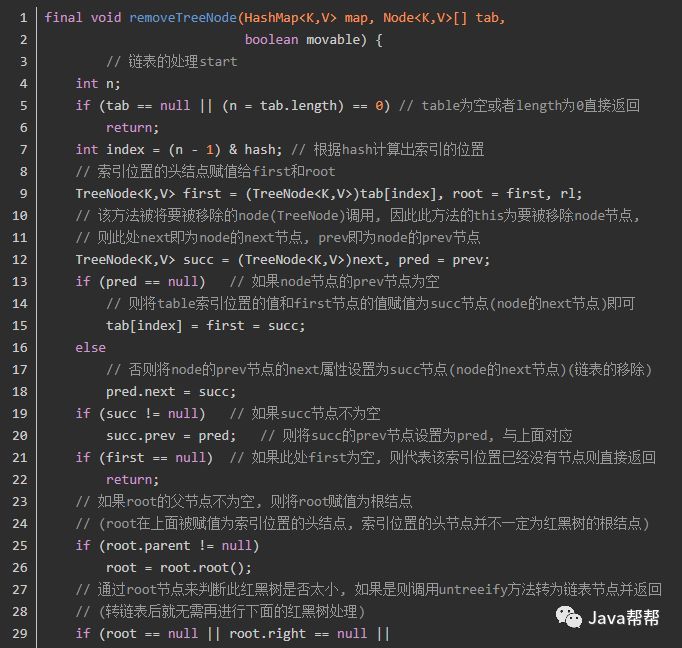 1 final void removeTreeNode(HashMap<K,V> map, Node<K,V>[] tab,
2 boolean movable) {
3 // 链表的处理start
4 int n;
5 if (tab == null || (n = tab.length) == 0) // table为空或者length为0直接返回
6 return;
7 int index = (n - 1) & hash; // 根据hash计算出索引的位置
8 // 索引位置的头结点赋值给first和root
9 TreeNode<K,V> first = (TreeNode<K,V>)tab[index], root = first, rl;
10 // 该方法被将要被移除的node(TreeNode)调用, 因此此方法的this为要被移除node节点,
11 // 则此处next即为node的next节点, prev即为node的prev节点
12 TreeNode<K,V> succ = (TreeNode<K,V>)next, pred = prev;
13 if (pred == null) // 如果node节点的prev节点为空
14 // 则将table索引位置的值和first节点的值赋值为succ节点(node的next节点)即可
15 tab[index] = first = succ;
16 else
17 // 否则将node的prev节点的next属性设置为succ节点(node的next节点)(链表的移除)
18 pred.next = succ;
19 if (succ != null) // 如果succ节点不为空
20 succ.prev = pred; // 则将succ的prev节点设置为pred, 与上面对应
21 if (first == null) // 如果此处first为空, 则代表该索引位置已经没有节点则直接返回
22 return;
23 // 如果root的父节点不为空, 则将root赋值为根结点
24 // (root在上面被赋值为索引位置的头结点, 索引位置的头节点并不一定为红黑树的根结点)
25 if (root.parent != null)
26 root = root.root();
27 // 通过root节点来判断此红黑树是否太小, 如果是则调用untreeify方法转为链表节点并返回
28 // (转链表后就无需再进行下面的红黑树处理)
29 if (root == null || root.right == null ||
Java帮帮